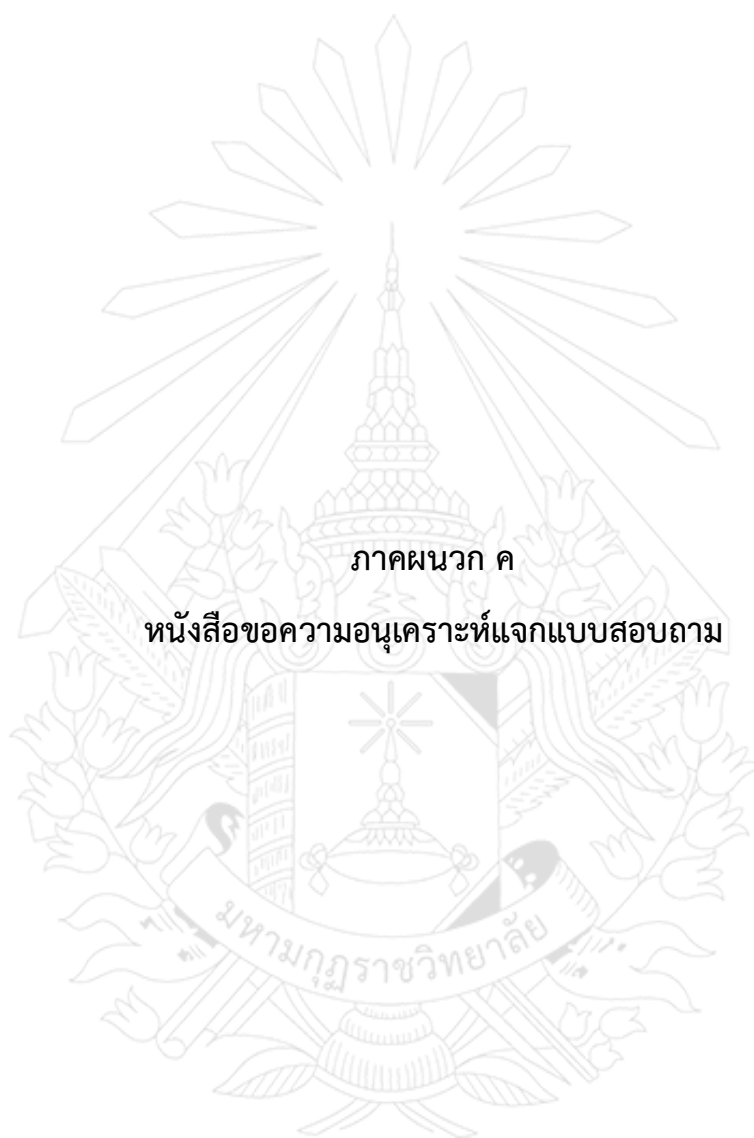 ภาคผนวก ค
หนังสือขอความอนุเคราะห์แจกแบบสอบถาม
มหามกุฏราชวิทยาลัย